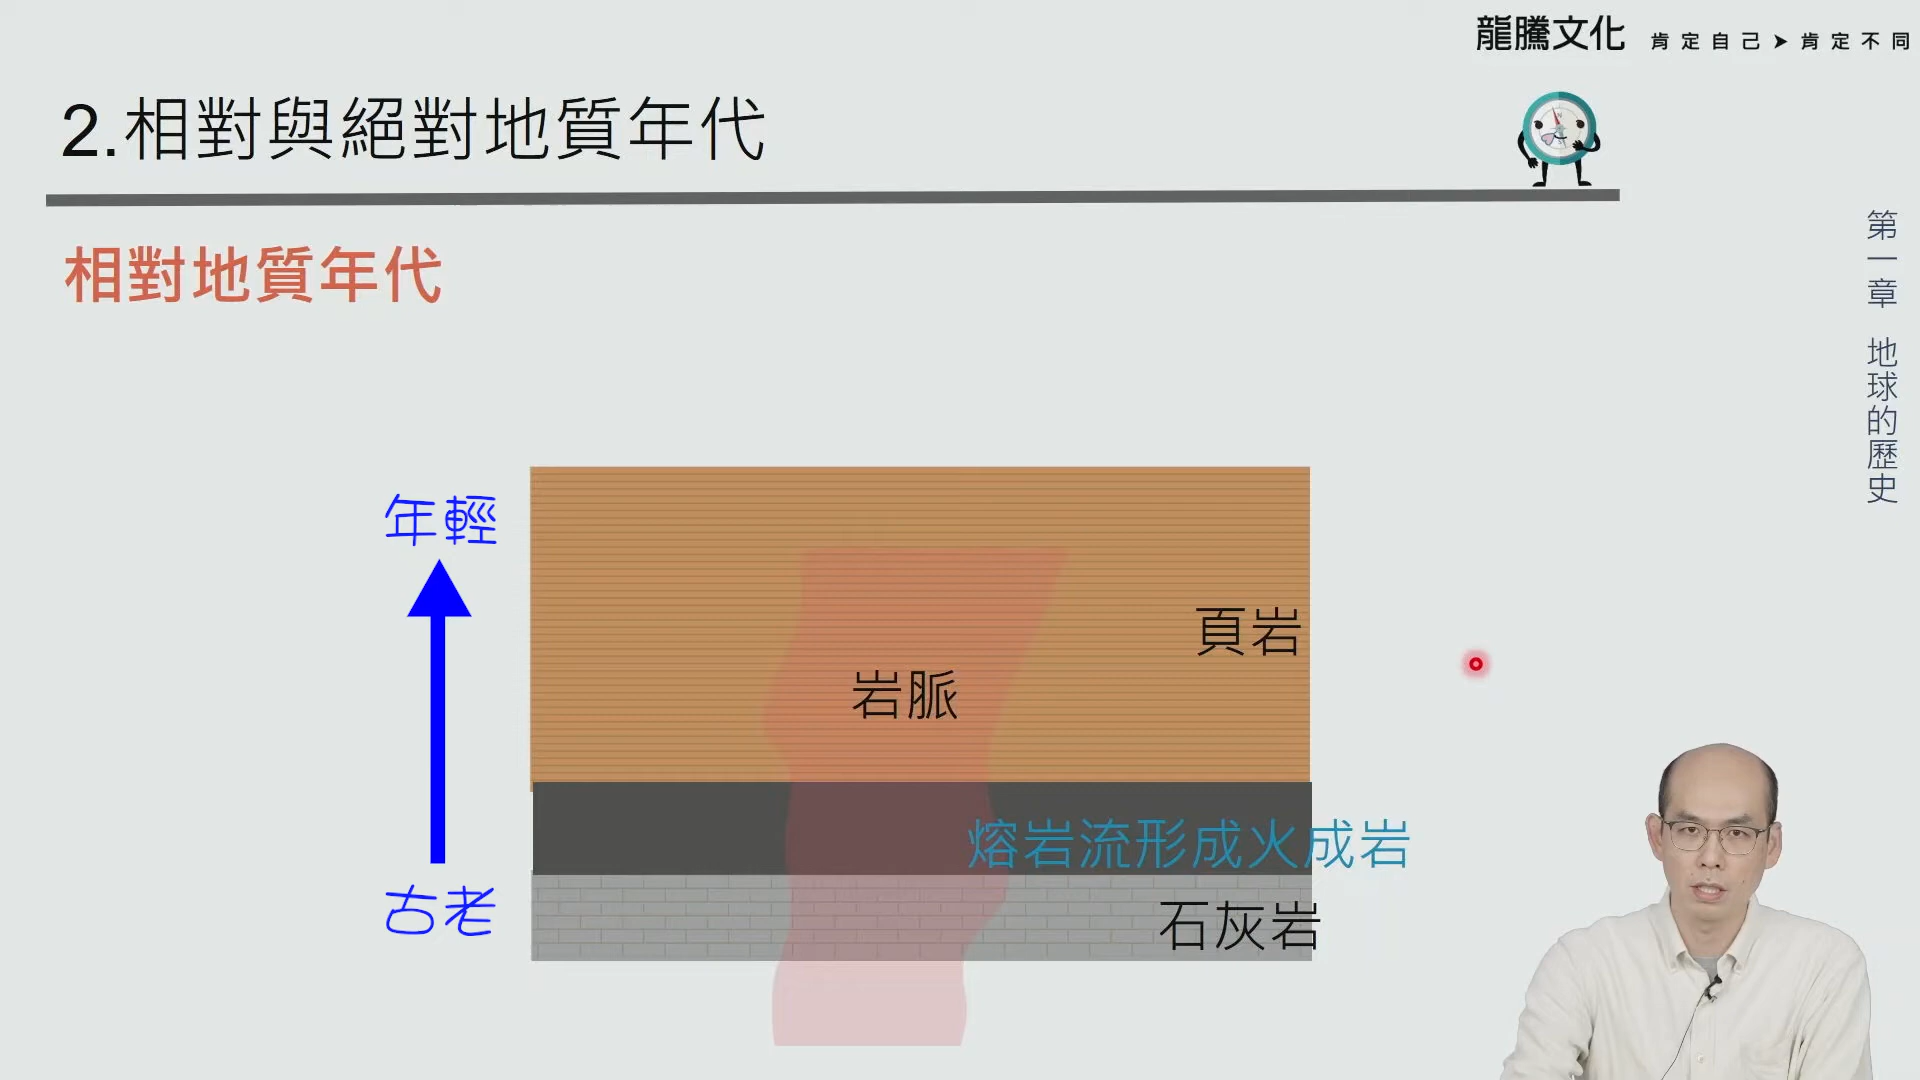 龍騰文化 肯定自己➤肯定不同
2.相對與絕對地質年代
相對地質年代
第一章 地球的歷史
年輕
頁岩
岩脈
熔岩流形成火成岩
古老
石灰岩